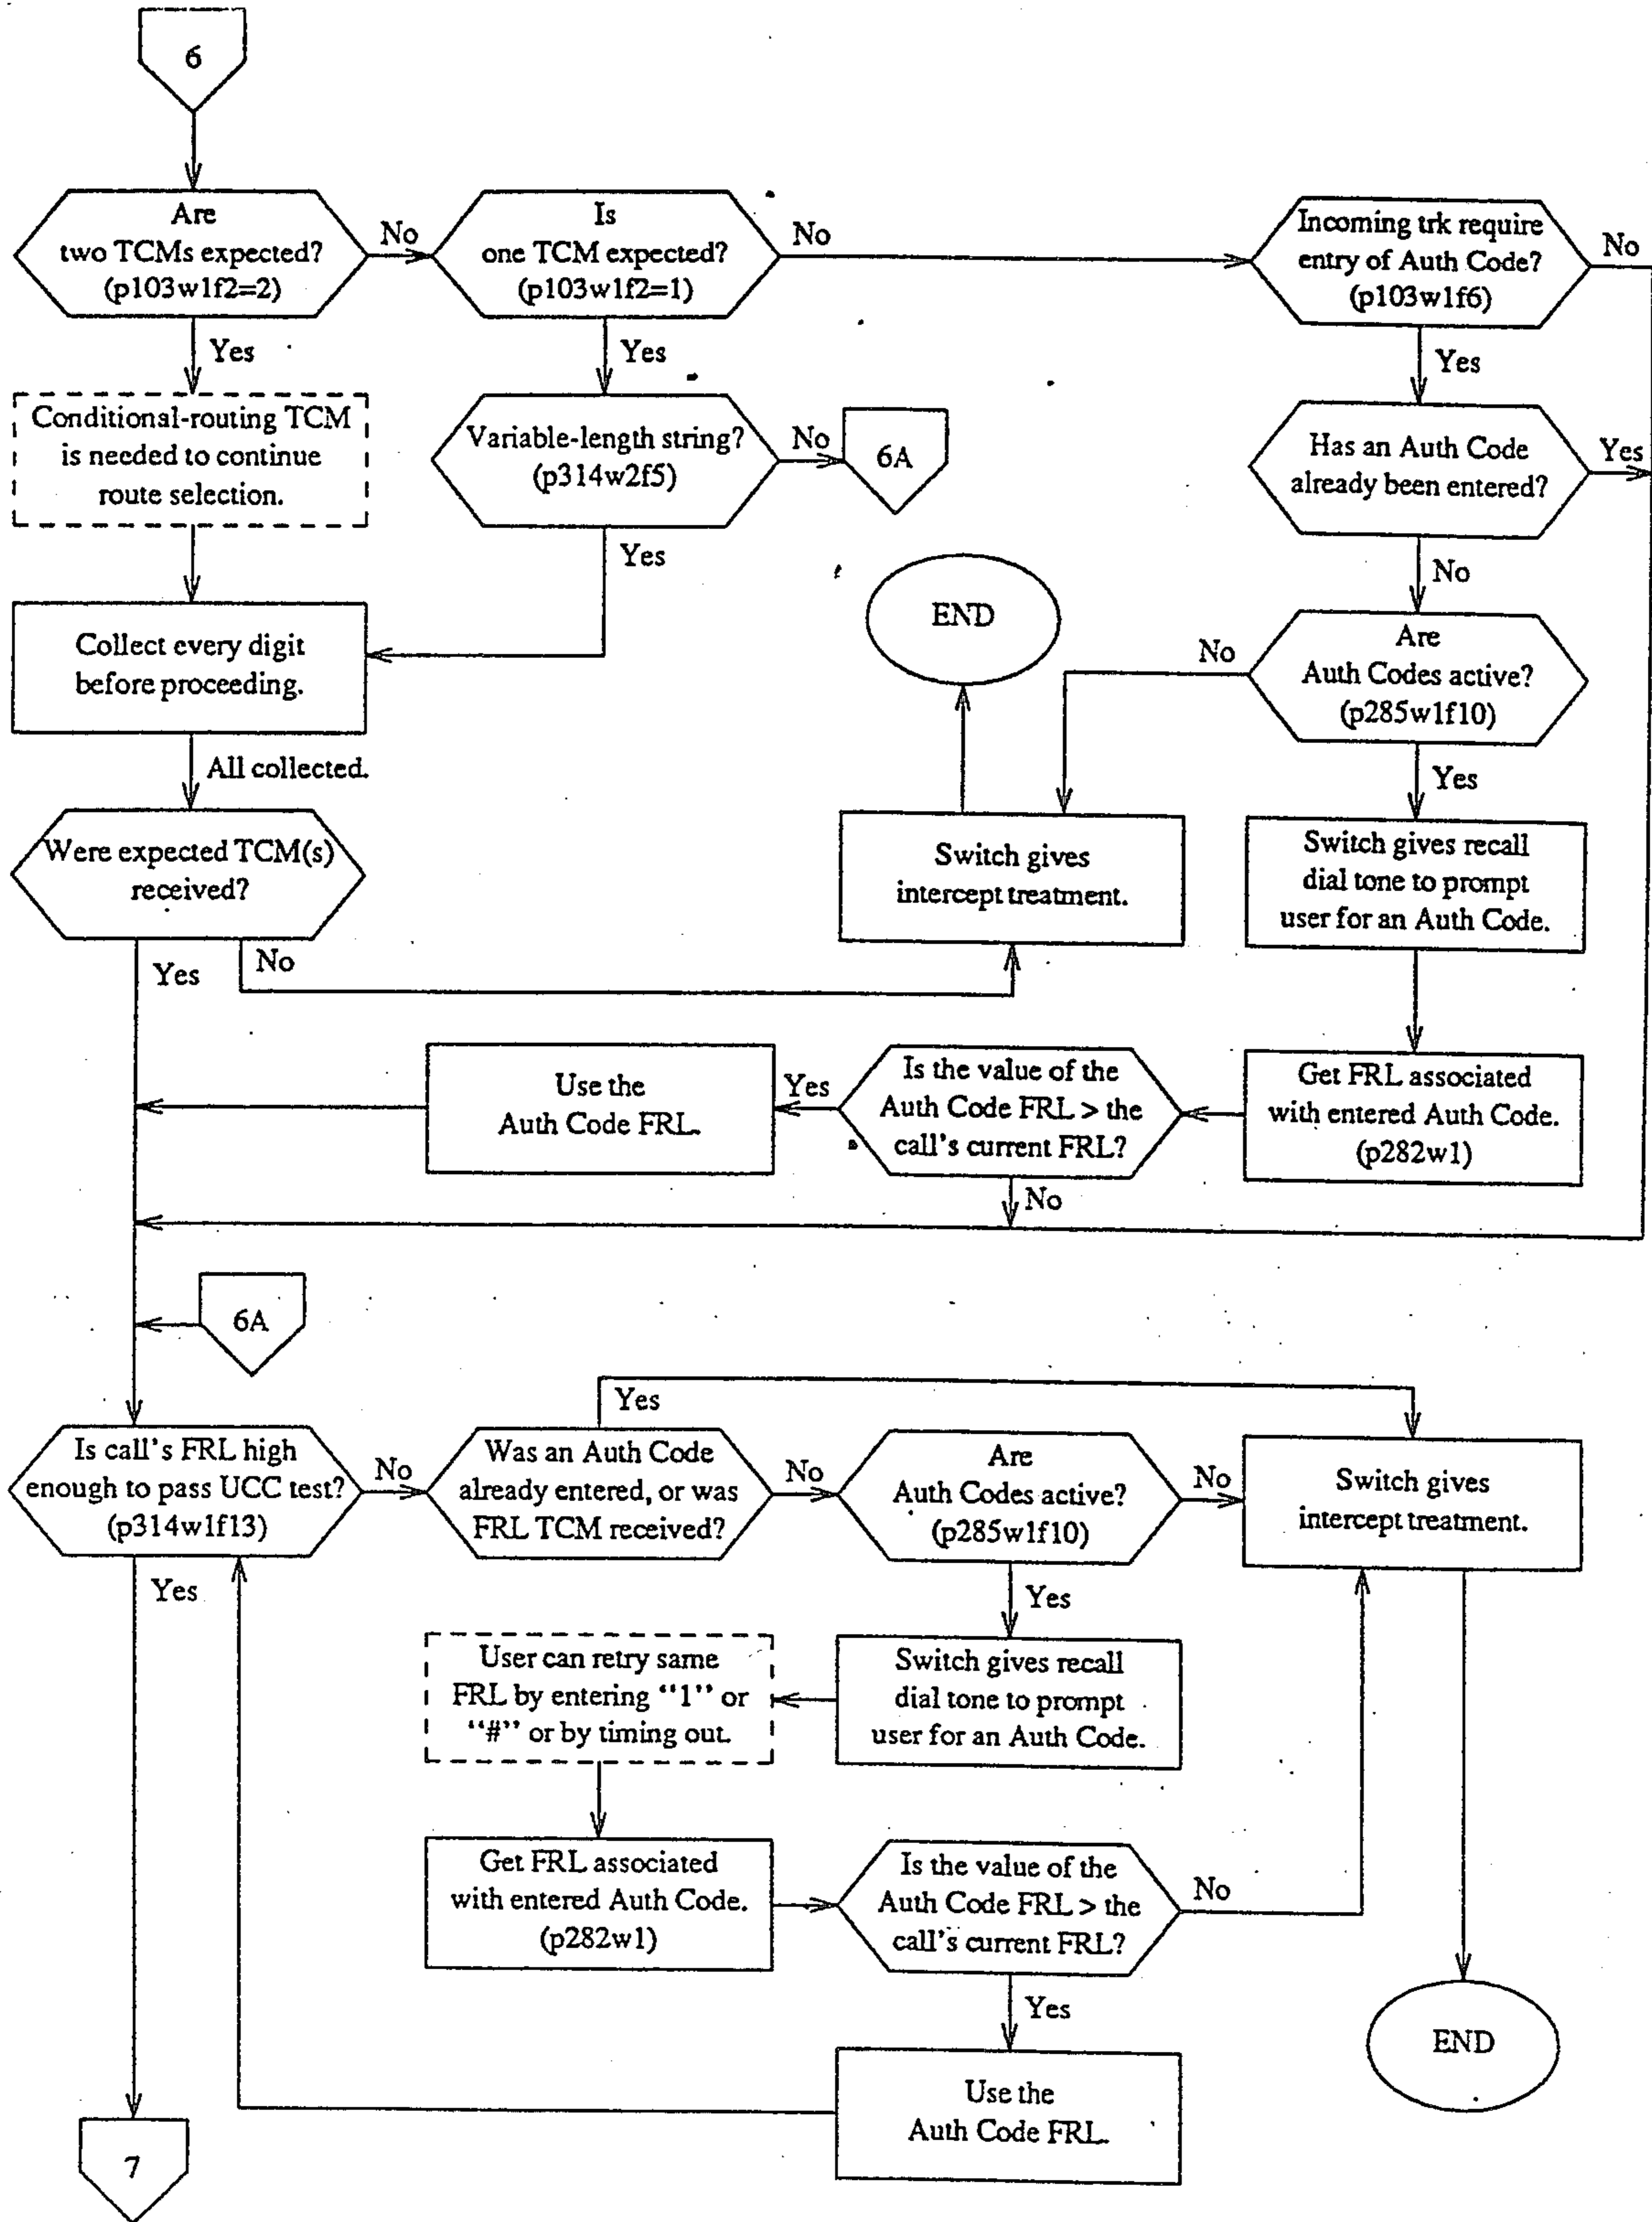 6
Are
two TCMs expected?
(p103w1f2=2)
No
Is
one TCM expected?
(p103w1f2=1)
No
Incoming trk require
entry of Auth Code?
(p103w1f6)
No
Yes
Yes
Yes
Conditional-routing TCM
is needed to continue
route selection.
Variable-length string?
(p314w2f5)
No
6A
Has an Auth Code
already been entered?
Yes
Yes
No
Collect every digit
before proceeding.
END
No
Are
Auth Codes active?
(p285w1f10)
All collected.
Yes
Were expected TCM(s)
received?
Switch gives
intercept treatment.
Switch gives recall
dial tone to prompt
user for an Auth Code.
Yes
No
Use the
Auth Code FRL.
Yes
Is the value of the
Auth Code FRL > the
call's current FRL?
Get FRL associated
with entered Auth Code.
(p282w1)
No
6A
Yes
Is call's FRL high
enough to pass UCC test?
(p314w1f13)
No
Was an Auth Code
already entered, or was
FRL TCM received?
No
Are
Auth Codes active?
(p285w1f10)
No
Switch gives
intercept treatment.
Yes
Yes
User can retry same
FRL by entering "1" or
"#" or by timing out.
Switch gives recall
dial tone to prompt
user for an Auth Code.
Get FRL associated
with entered Auth Code.
(p282w1)
Is the value of the
Auth Code FRL > the
call's current FRL?
No
Yes
END
Use the
Auth Code FRL.
7